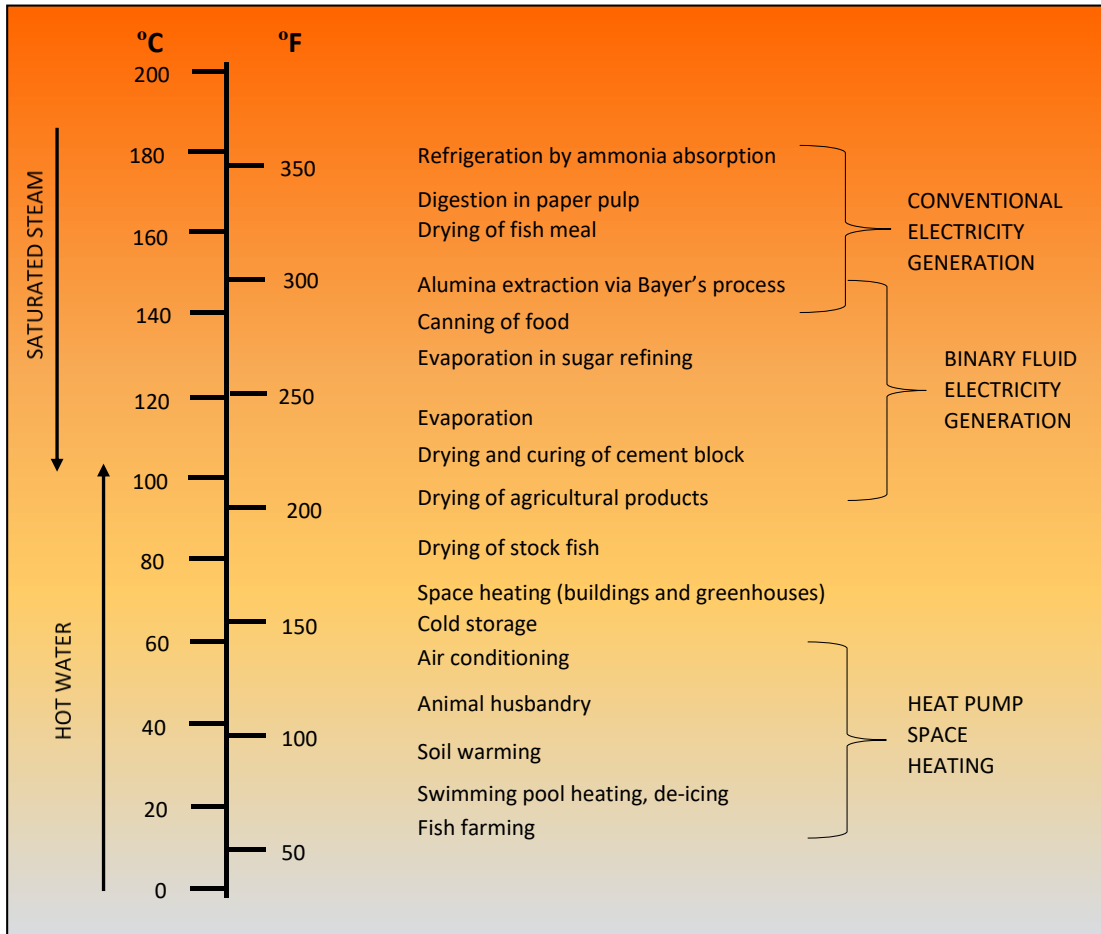 °C
°F
200
180
160
140
120
100
80
60
40
20
0
350
300
250
200
150
100
50
SATURATED STEAM
HOT WATER
Refrigeration by ammonia absorption
Digestion in paper pulp
Drying of fish meal
Alumina extraction via Bayer's process
Canning of food
Evaporation in sugar refining
Evaporation
Drying and curing of cement block
Drying of agricultural products
Drying of stock fish
Space heating (buildings and greenhouses)
Cold storage
Air conditioning
Animal husbandry
Soil warming
Swimming pool heating, de-icing
Fish farming
CONVENTIONAL
ELECTRICITY
GENERATION
BINARY FLUID
ELECTRICITY
GENERATION
HEAT PUMP
SPACE
HEATING